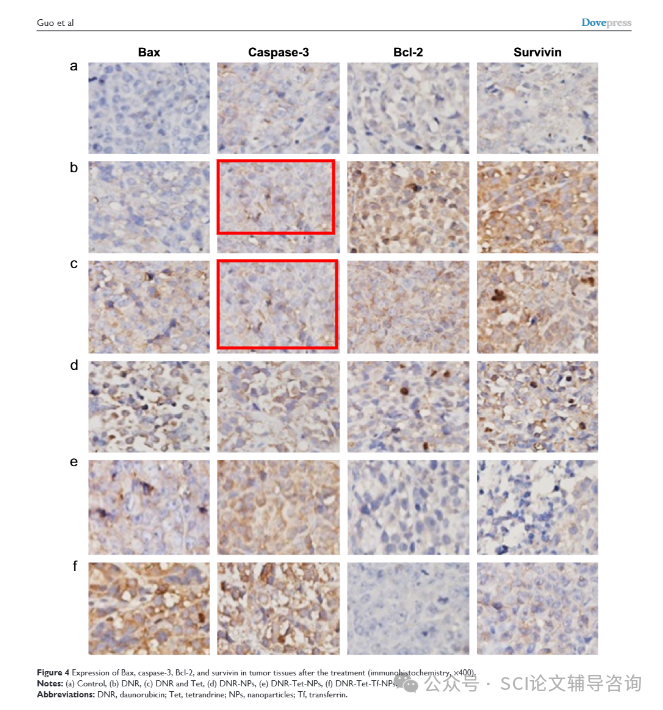 Guo et al
Dovepress
Bax Caspase-3 Bcl-2 Survivin
a
b
c
d
e
f
Figure 4 Expression of Bax, caspase-3, Bcl-2, and survivin in tumor tissues after the treatment (immunohistochemistry, ×400).
Notes: (a) Control, (b) DNR, (c) DNR and Tet, (d) DNR-NPs, (e) DNR-Tet-NPs, (f) DNR-Tet-Tf-NPs.
Abbreviations: DNR, daunorubicin; Tet, tetrandrine; NPs, nanoparticles; Tf, transferrin.
公众号 · SCI论文辅导咨询